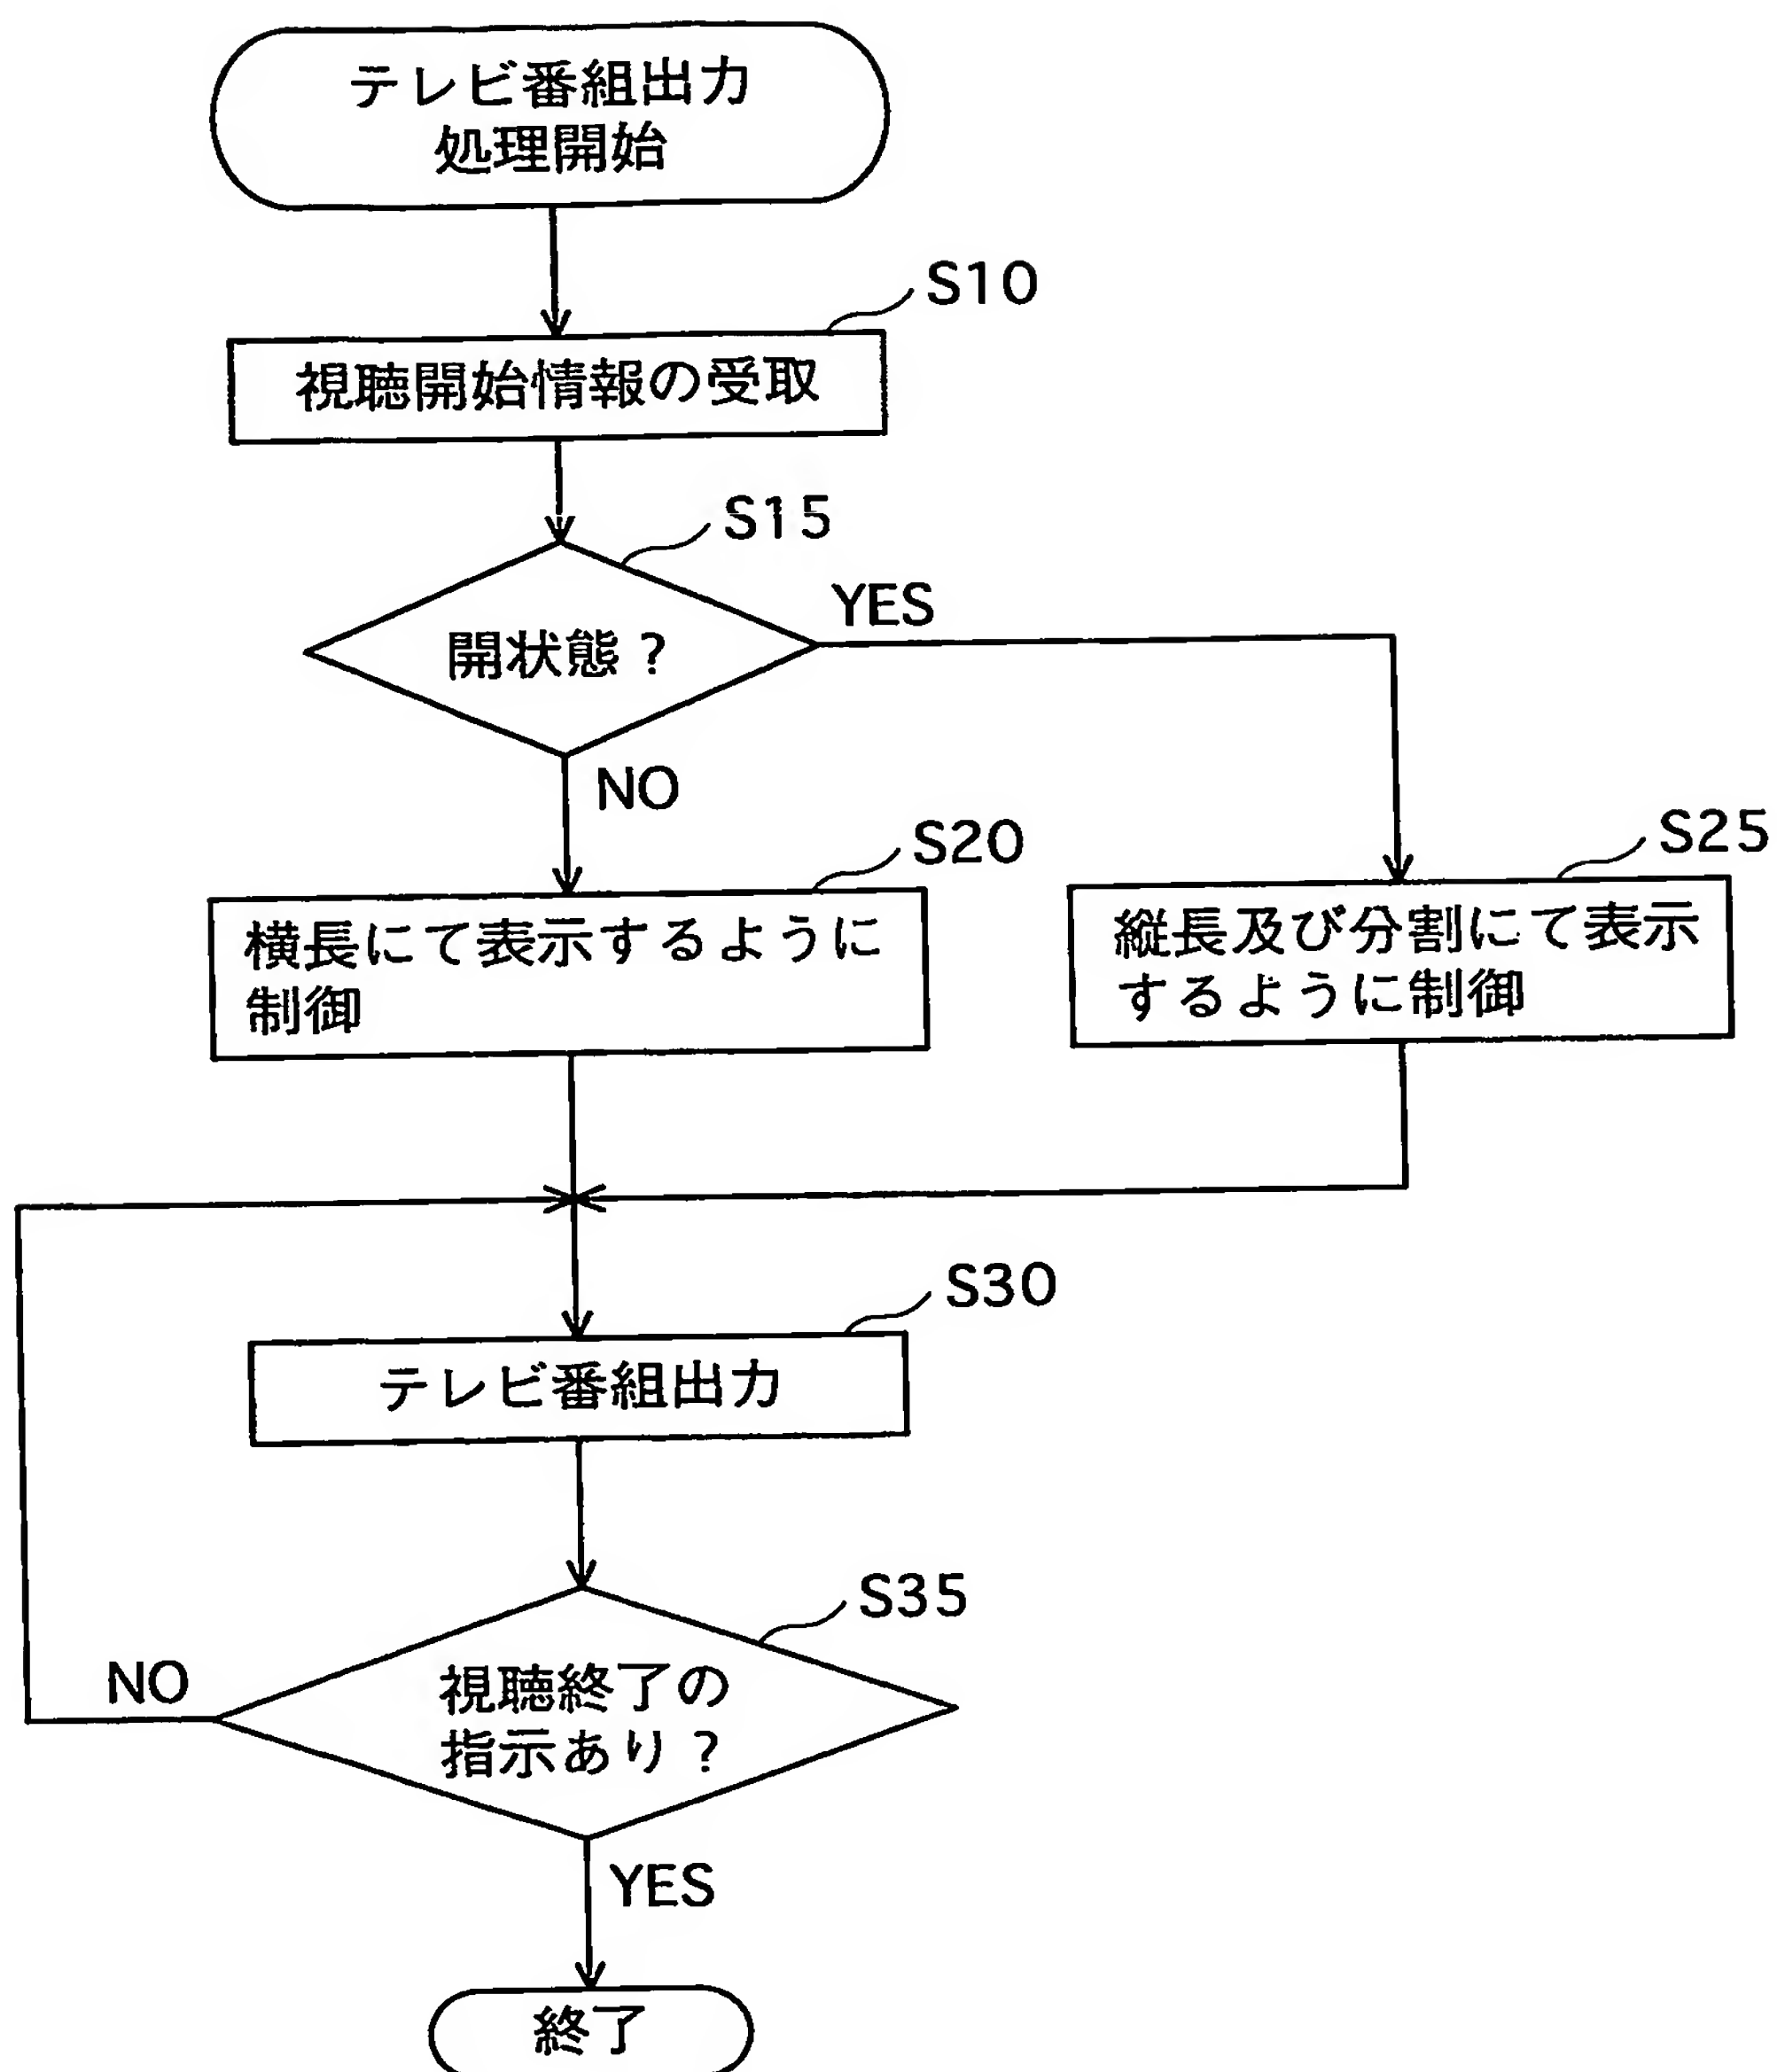 テレビ番組出力
処理開始
S10
視聴開始情報の受取
S15
開状態？
YES
NO
S20
横長にて表示するように
制御
S25
縦長及び分割にて表示
するように制御
S30
テレビ番組出力
S35
視聴終了の
指示あり？
NO
YES
終了